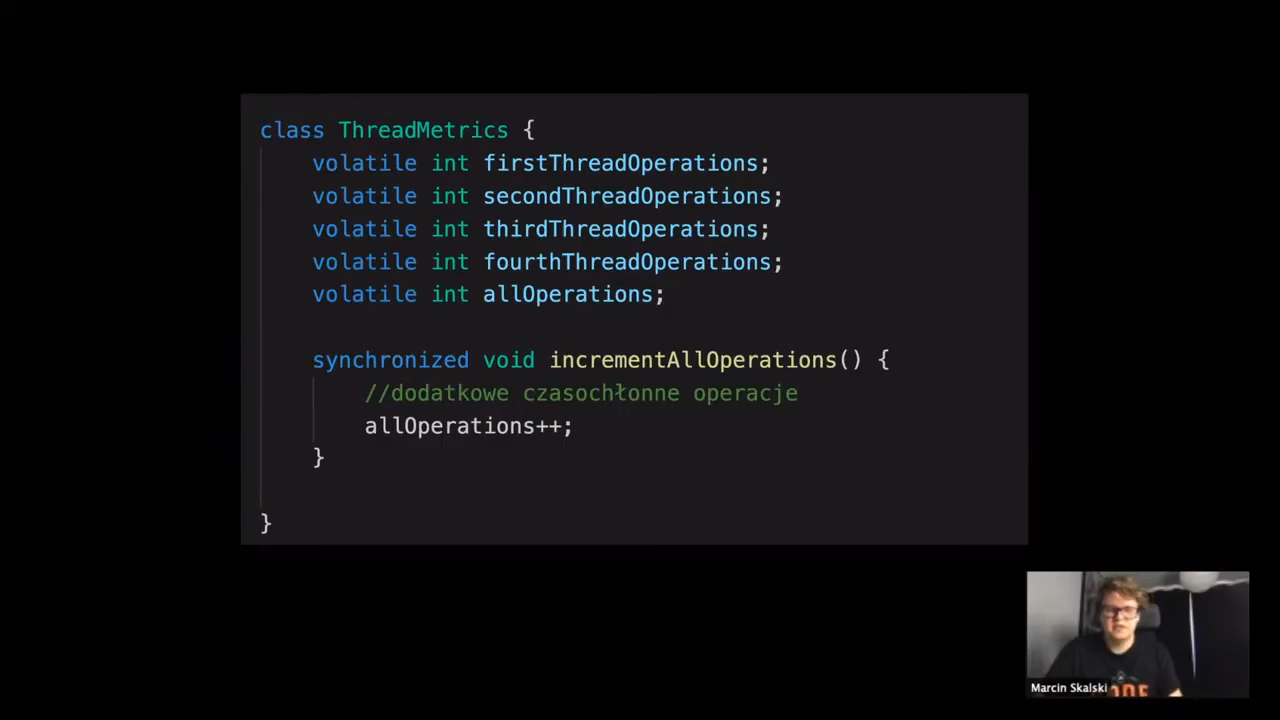 class ThreadMetrics {
volatile int firstThreadOperations;
volatile int secondThreadOperations;
volatile int thirdThreadOperations;
volatile int fourthThreadOperations;
volatile int allOperations;
synchronized void incrementAllOperations() {
//dodatkowe czasochłonne operacje
allOperations++;
}
}
Marcin Skalski